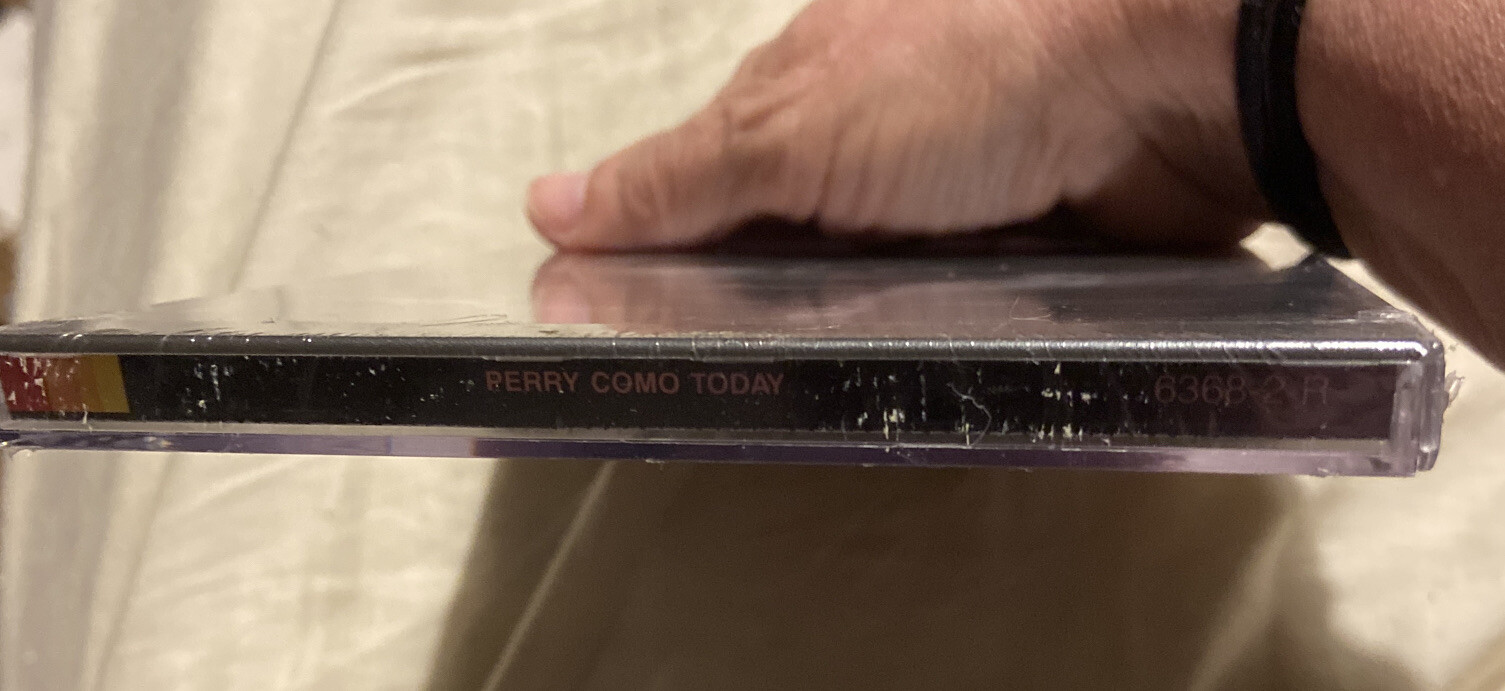 PERRY COMO TODAY 6368-2 R